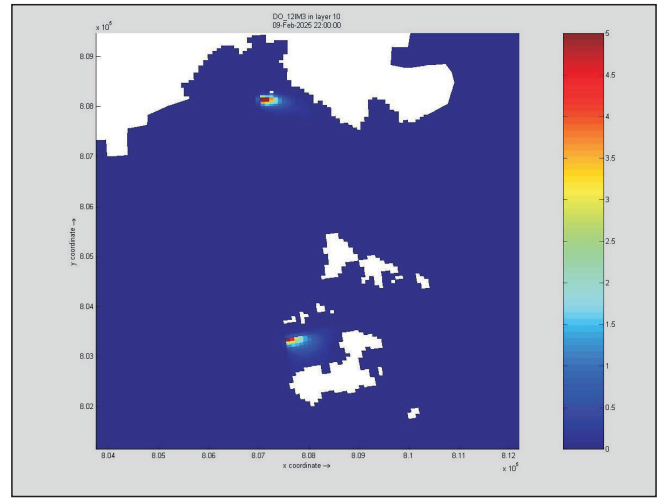 DO_12IM3 in layer 10
09-Feb-2025 22:00:00
x 10⁵
8.09
8.08
8.07
8.06
8.05
8.04
8.03
8.02
y coordinate →
8.04 8.05 8.06 8.07 8.08 8.09 8.1 8.11 8.12
x coordinate →
x 10⁵
5
4.5
4
3.5
3
2.5
2
1.5
1
0.5
0